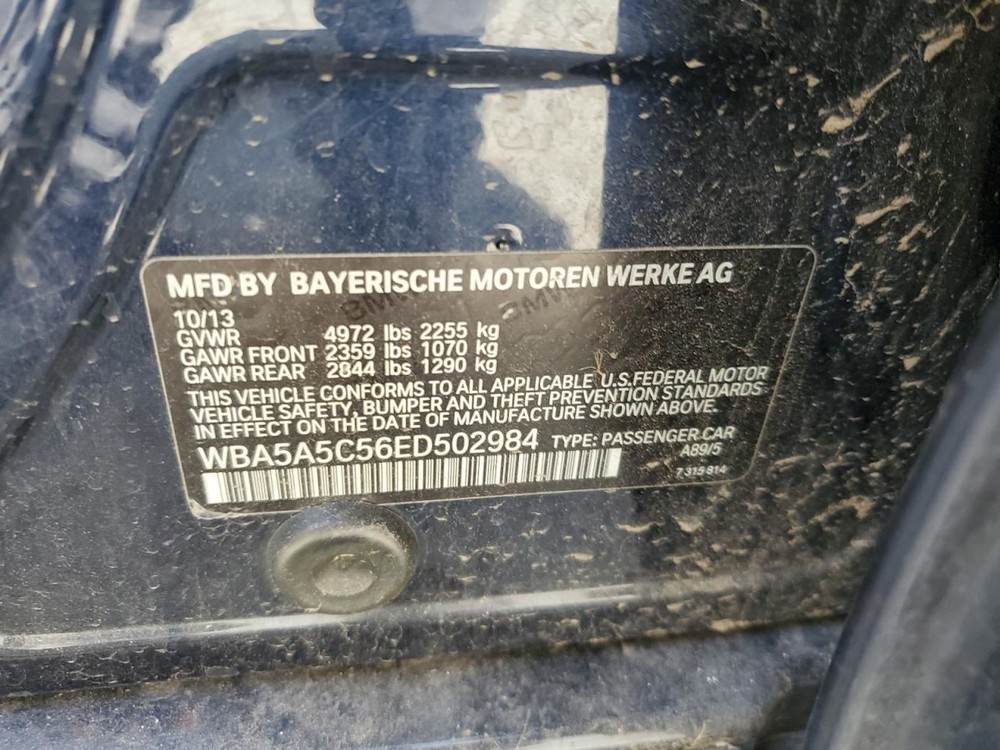 MFD BY BAYERISCHE MOTOREN WERKE AG
10/13
GVWR 4972 lbs 2255 kg
GAWR FRONT 2359 lbs 1070 kg
GAWR REAR 2844 lbs 1290 kg
THIS VEHICLE CONFORMS TO ALL APPLICABLE U.S.FEDERAL MOTOR
VEHICLE SAFETY, BUMPER AND THEFT PREVENTION STANDARDS
IN EFFECT ON THE DATE OF MANUFACTURE SHOWN ABOVE.
WBA5A5C56ED502984 TYPE: PASSENGER CAR
A89/5
7 315 814